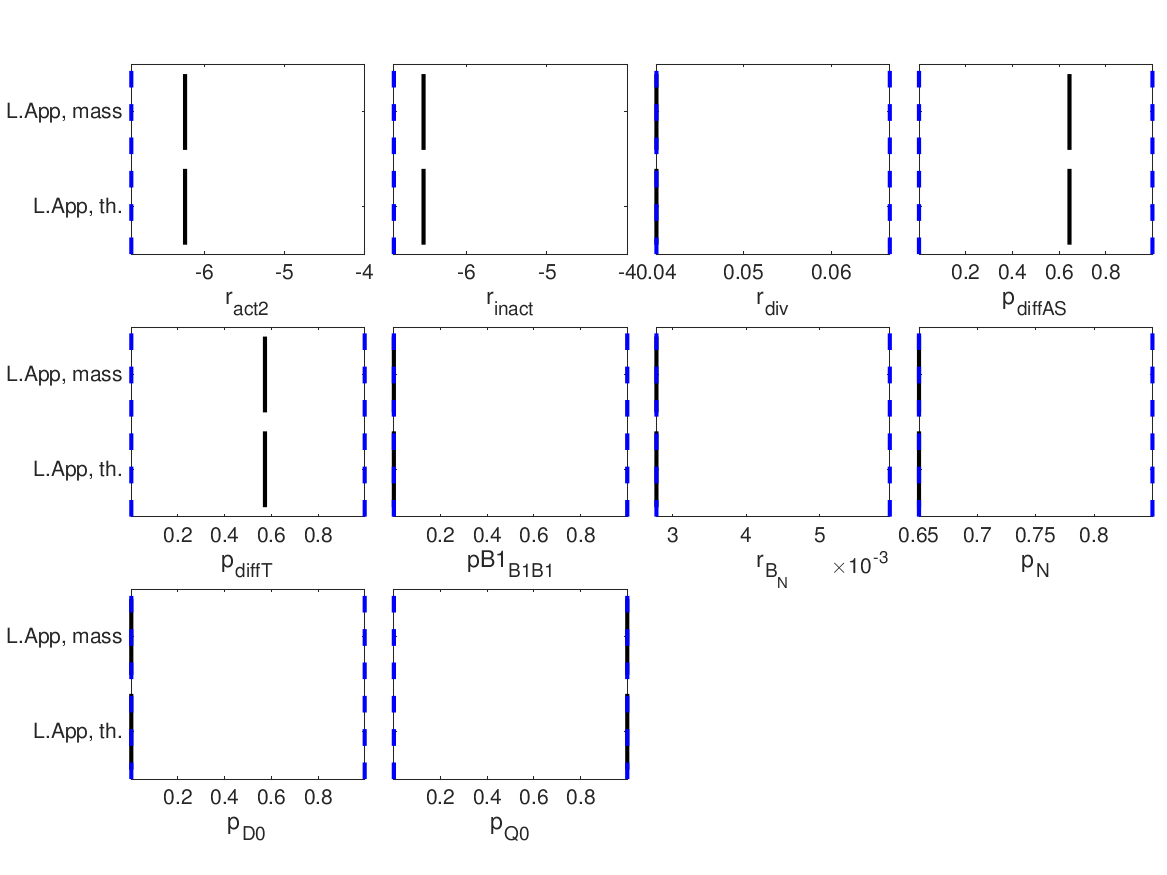 L.App, mass
L.App, th.
-6 -5 -4
r_act2
-6 -5 -4
r_inact
0.04 0.05 0.06
r_div
0.2 0.4 0.6 0.8
p_diffAS
L.App, mass
L.App, th.
0.2 0.4 0.6 0.8
p_diffT
0.2 0.4 0.6 0.8
pB1_B1B1
3 4 5
×10^-3
r_B_N
0.65 0.7 0.75 0.8
p_N
L.App, mass
L.App, th.
0.2 0.4 0.6 0.8
p_D0
0.2 0.4 0.6 0.8
p_Q0